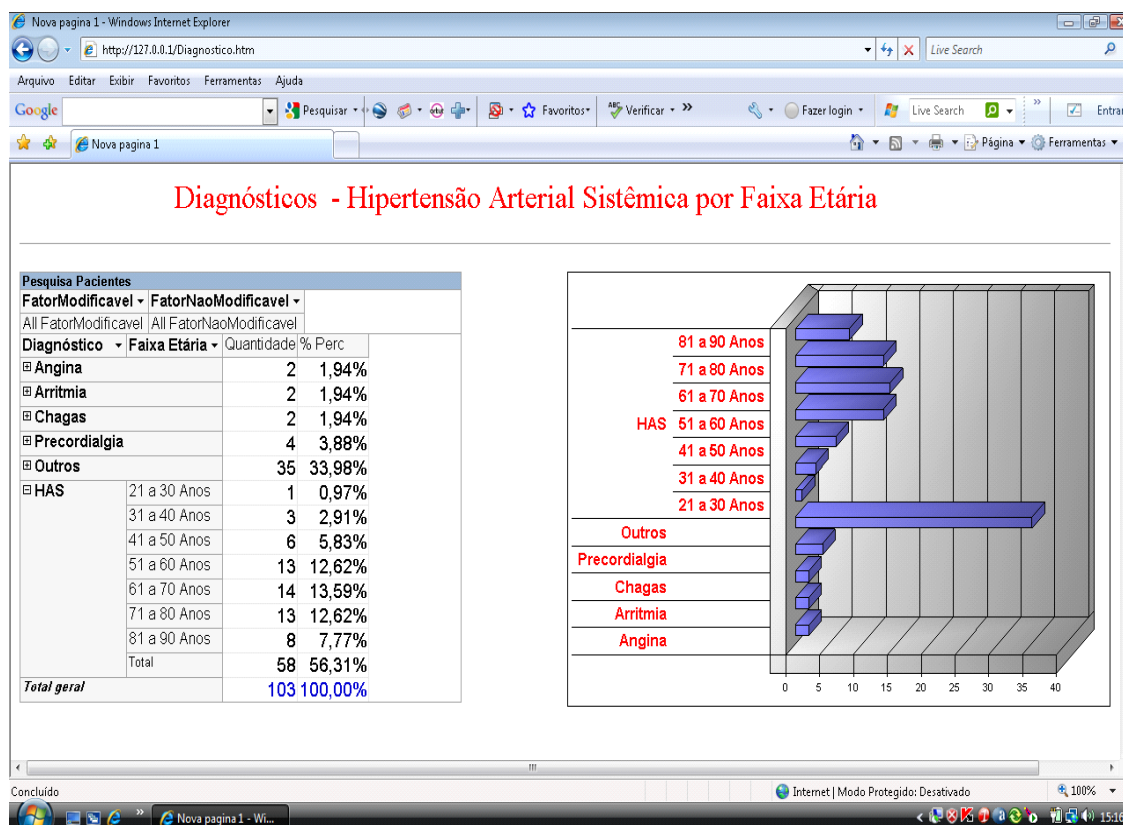 Nova pagina 1 - Windows Internet Explorer
http://127.0.0.1/Diagnostico.htm
Live Search
Arquivo Editar Exibir Favoritos Ferramentas Ajuda
Google Pesquisar Favoritos ABC Verificar » Fazer login Live Search » Entrar
Nova pagina 1 Página Ferramentas
Diagnósticos - Hipertensão Arterial Sistêmica por Faixa Etária
Pesquisa Pacientes
FatorModificavel FatorNaoModificavel
All FatorModificavel All FatorNaoModificavel
Diagnóstico Faixa Etária Quantidade % Perc
Angina 2 1,94%
Arritmia 2 1,94%
Chagas 2 1,94%
Precordialgia 4 3,88%
Outros 35 33,98%
HAS 21 a 30 Anos 1 0,97%
31 a 40 Anos 3 2,91%
41 a 50 Anos 6 5,83%
51 a 60 Anos 13 12,62%
61 a 70 Anos 14 13,59%
71 a 80 Anos 13 12,62%
81 a 90 Anos 8 7,77%
Total 58 56,31%
Total geral 103 100,00%
81 a 90 Anos
71 a 80 Anos
61 a 70 Anos
HAS 51 a 60 Anos
41 a 50 Anos
31 a 40 Anos
21 a 30 Anos
Outros
Precordialgia
Chagas
Arritmia
Angina
0 5 10 15 20 25 30 35 40
Concluído Internet | Modo Protegido: Desativado 100%
» Nova pagina 1 - Wi... 15:16